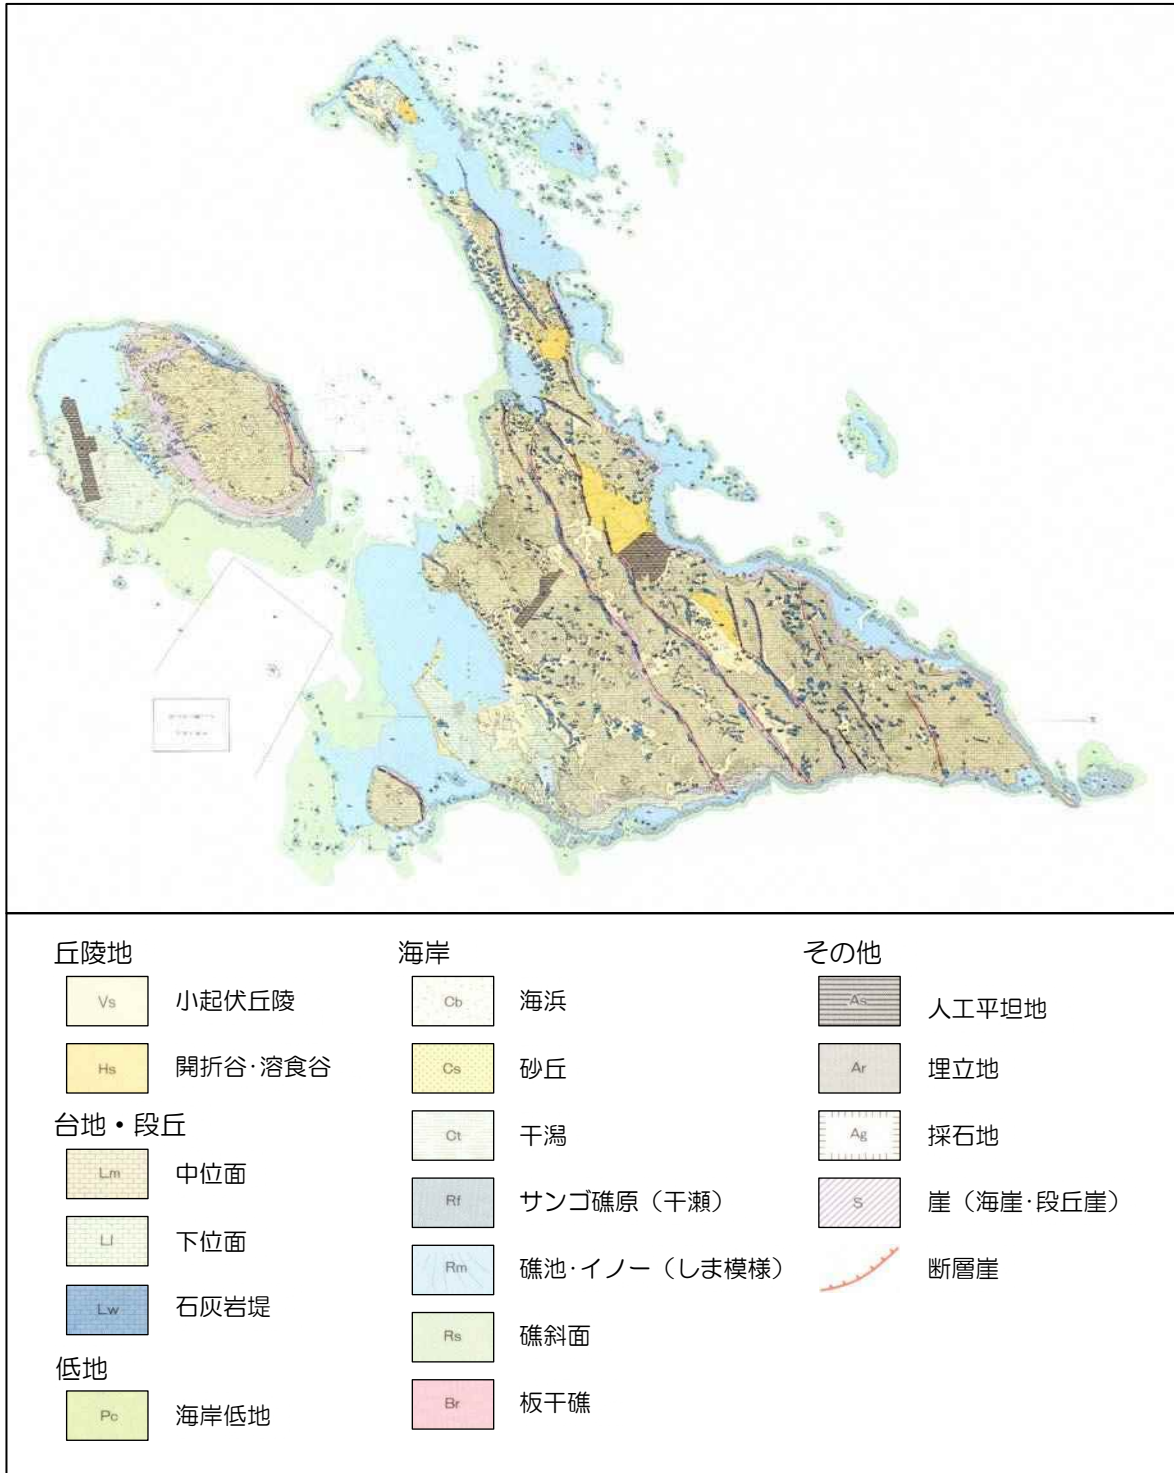 丘陵地
Vs 小起伏丘陵
Hs 開折谷・溶食谷
台地・段丘
Lm 中位面
Ll 下位面
Lw 石灰岩堤
低地
Pc 海岸低地
海岸
Cb 海浜
Cs 砂丘
Ct 干潟
Rf サンゴ礁原（干瀬）
Rm 礁池・イノー（しま模様）
Rs 礁斜面
Br 板干礁
その他
As 人工平坦地
Ar 埋立地
Ag 採石地
S 崖（海崖・段丘崖）
断層崖